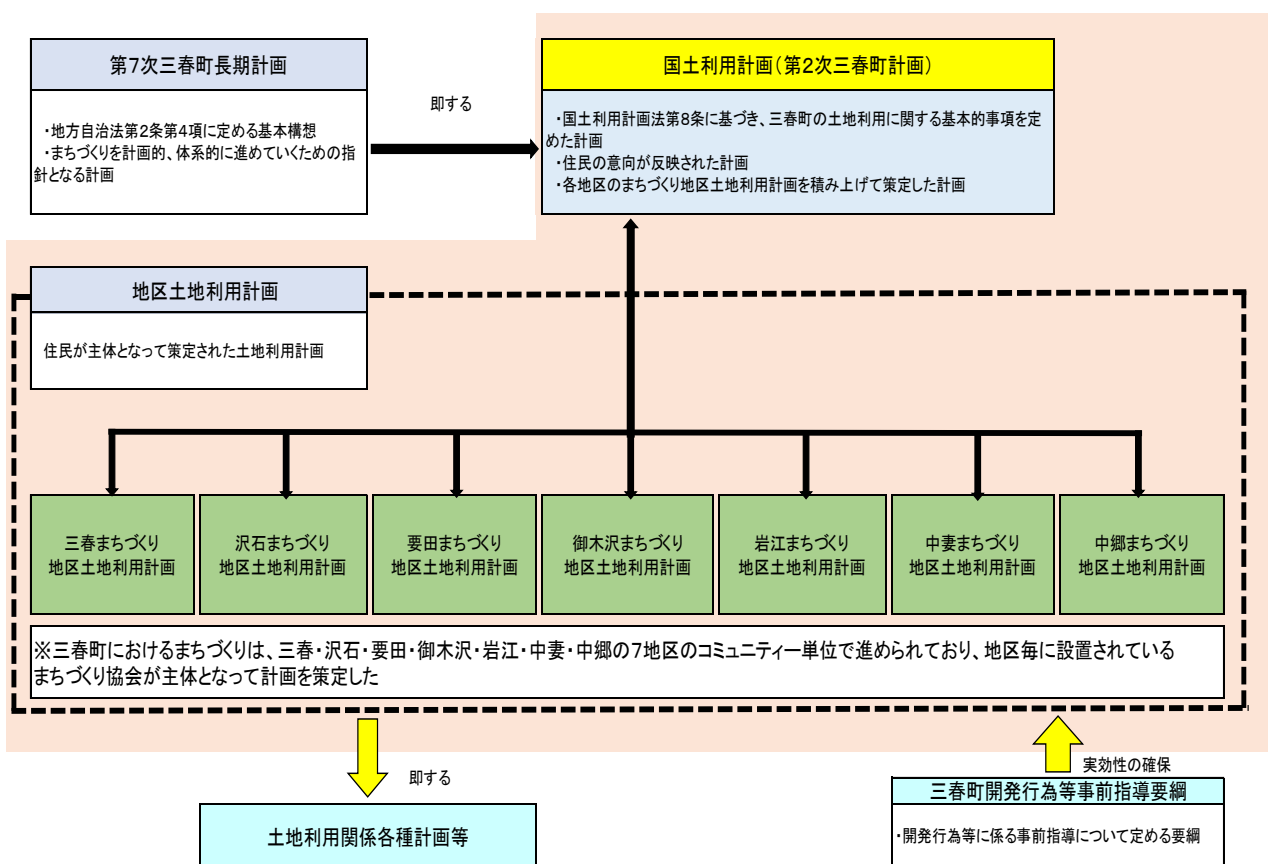 第7次三春町長期計画
・地方自治法第2条第4項に定める基本構想
・まちづくりを計画的、体系的に進めていくための指
針となる計画
即する
国土利用計画(第2次三春町計画)
・国土利用計画法第8条に基づき、三春町の土地利用に関する基本的事項を定
めた計画
・住民の意向が反映された計画
・各地区のまちづくり地区土地利用計画を積み上げて策定した計画
地区土地利用計画
住民が主体となって策定された土地利用計画
三春まちづくり
地区土地利用計画
沢石まちづくり
地区土地利用計画
要田まちづくり
地区土地利用計画
御木沢まちづくり
地区土地利用計画
岩江まちづくり
地区土地利用計画
中妻まちづくり
地区土地利用計画
中郷まちづくり
地区土地利用計画
※三春町におけるまちづくりは、三春・沢石・要田・御木沢・岩江・中妻・中郷の7地区のコミュニティー単位で進められており、地区毎に設置されている
まちづくり協会が主体となって計画を策定した
即する
土地利用関係各種計画等
実効性の確保
三春町開発行為等事前指導要綱
・開発行為等に係る事前指導について定める要綱